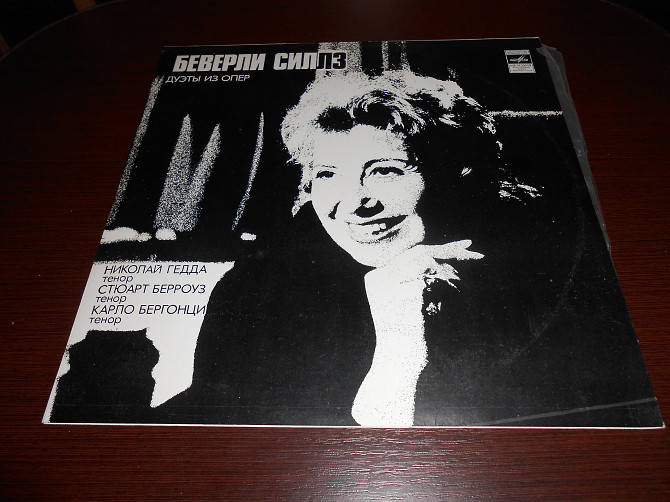 БЕВЕРЛИ СИЛЛЗ
ДУЭТЫ ИЗ ОПЕР
НИКОЛАЙ ГЕДДА
тенор
СТЮАРТ БЕРРОУЗ
тенор
КАРЛО БЕРГОНЦИ
тенор